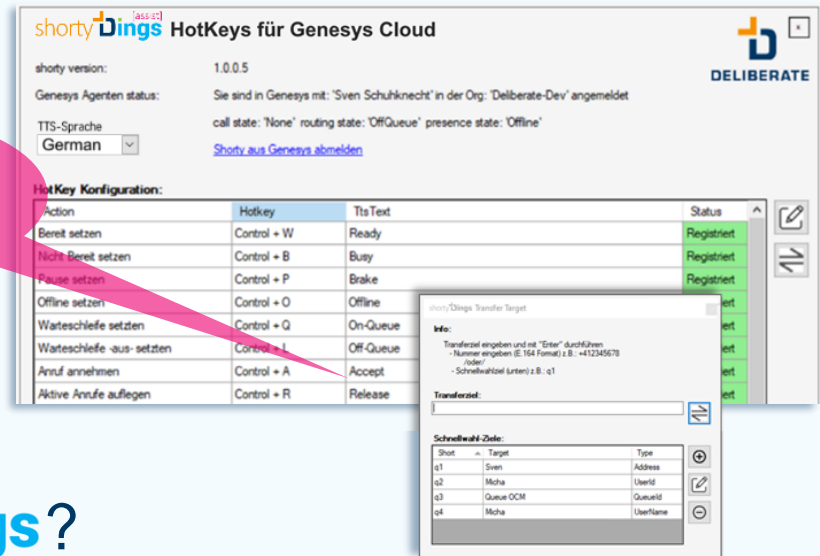 shorty Dings [assist] HotKeys für Genesys Cloud
DELIBERATE
shorty version: 1.0.0.5
Genesys Agenten status: Sie sind in Genesys mit: 'Sven Schuhknecht' in der Org: 'Deliberate-Dev' angemeldet
call state: 'None' routing state: 'OffQueue' presence state: 'Offline'
TTS-Sprache
German
Shorty aus Genesys abmelden
HotKey Konfiguration:
Action Hotkey TtsText Status
Bereit setzen Control + W Ready Registriert
Nicht Bereit setzen Control + B Busy Registriert
Pause setzen Control + P Brake Registriert
Offline setzen Control + O Offline
Warteschleife setzten Control + Q On-Queue
Warteschleife -aus- setzten Control + L Off-Queue
Anruf annehmen Control + A Accept
Aktive Anrufe auflegen Control + R Release
shorty Dings Transfer Target
Info:
Transferziel eingeben und mit "Enter" durchführen
- Nummer eingeben (E.164 Format) z.B.: +412345678
/oder/
- Schnellwahlziel (unten) z.B.: q1
Transferziel:
Schnellwahl-Ziele:
Short Target Type
q1 Sven Address
q2 Micha UserId
q3 Queue OCM QueueId
q4 Micha UserName
gs?